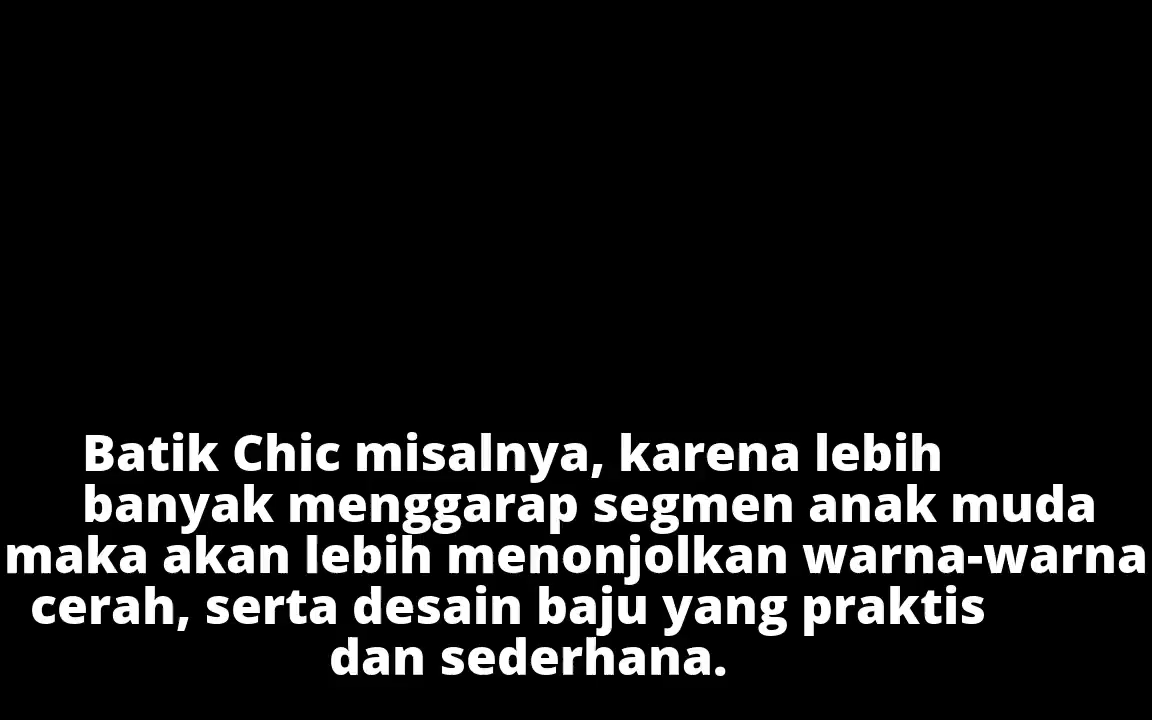 Batik Chic misalnya, karena lebih
banyak menggarap segmen anak muda
maka akan lebih menonjolkan warna-warna
cerah, serta desain baju yang praktis
dan sederhana.